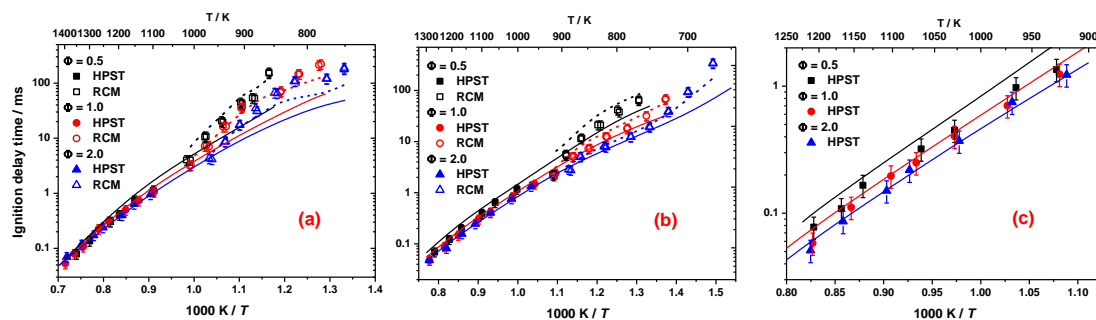 T / K
1400 1300 1200 1100 1000 900 800
Ignition delay time / ms
100
10
1
0.1
Φ = 0.5
HPST
RCM
Φ = 1.0
HPST
RCM
Φ = 2.0
HPST
RCM
(a)
0.7 0.8 0.9 1.0 1.1 1.2 1.3 1.4
1000 K / T
T / K
1300 1200 1100 1000 900 800 700
100
10
1
0.1
Φ = 0.5
HPST
RCM
Φ = 1.0
HPST
RCM
Φ = 2.0
HPST
RCM
(b)
0.8 0.9 1.0 1.1 1.2 1.3 1.4 1.5
1000 K / T
T / K
1250 1200 1150 1100 1050 1000 950 900
1
0.1
Φ = 0.5
HPST
Φ = 1.0
HPST
Φ = 2.0
HPST
(c)
0.80 0.85 0.90 0.95 1.00 1.05 1.10
1000 K / T